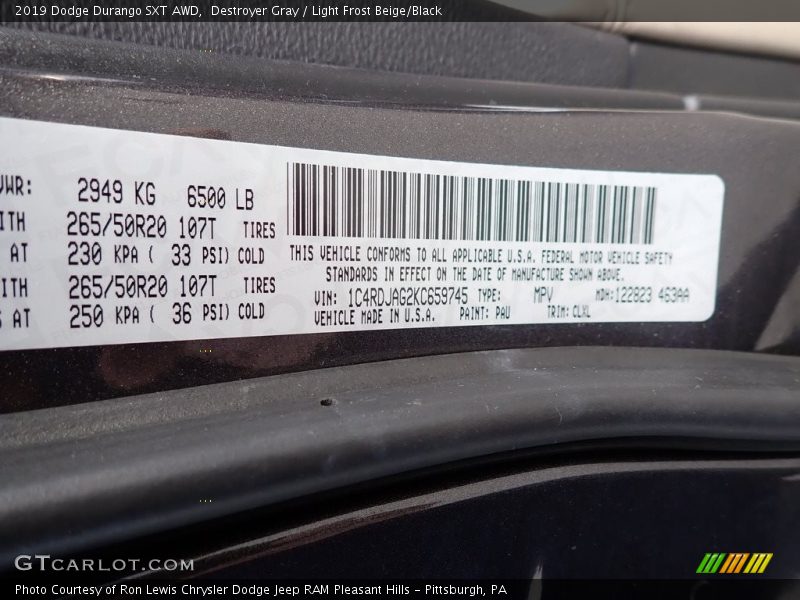 2019 Dodge Durango SXT AWD,  Destroyer Gray / Light Frost Beige/Black
VWR: 2949 KG 6500 LB
ITH 265/50R20 107T TIRES
AT 230 KPA ( 33 PSI) COLD
ITH 265/50R20 107T TIRES
S AT 250 KPA ( 36 PSI) COLD
THIS VEHICLE CONFORMS TO ALL APPLICABLE U.S.A. FEDERAL MOTOR VEHICLE SAFETY
STANDARDS IN EFFECT ON THE DATE OF MANUFACTURE SHOWN ABOVE.
VIN: 1C4RDJAG2KC659745 TYPE: MPV MDH:122823 463AA
VEHICLE MADE IN U.S.A. PAINT: PAU TRIM: CLXL
GTCARLOT.COM
Photo Courtesy of Ron Lewis Chrysler Dodge Jeep RAM Pleasant Hills - Pittsburgh, PA